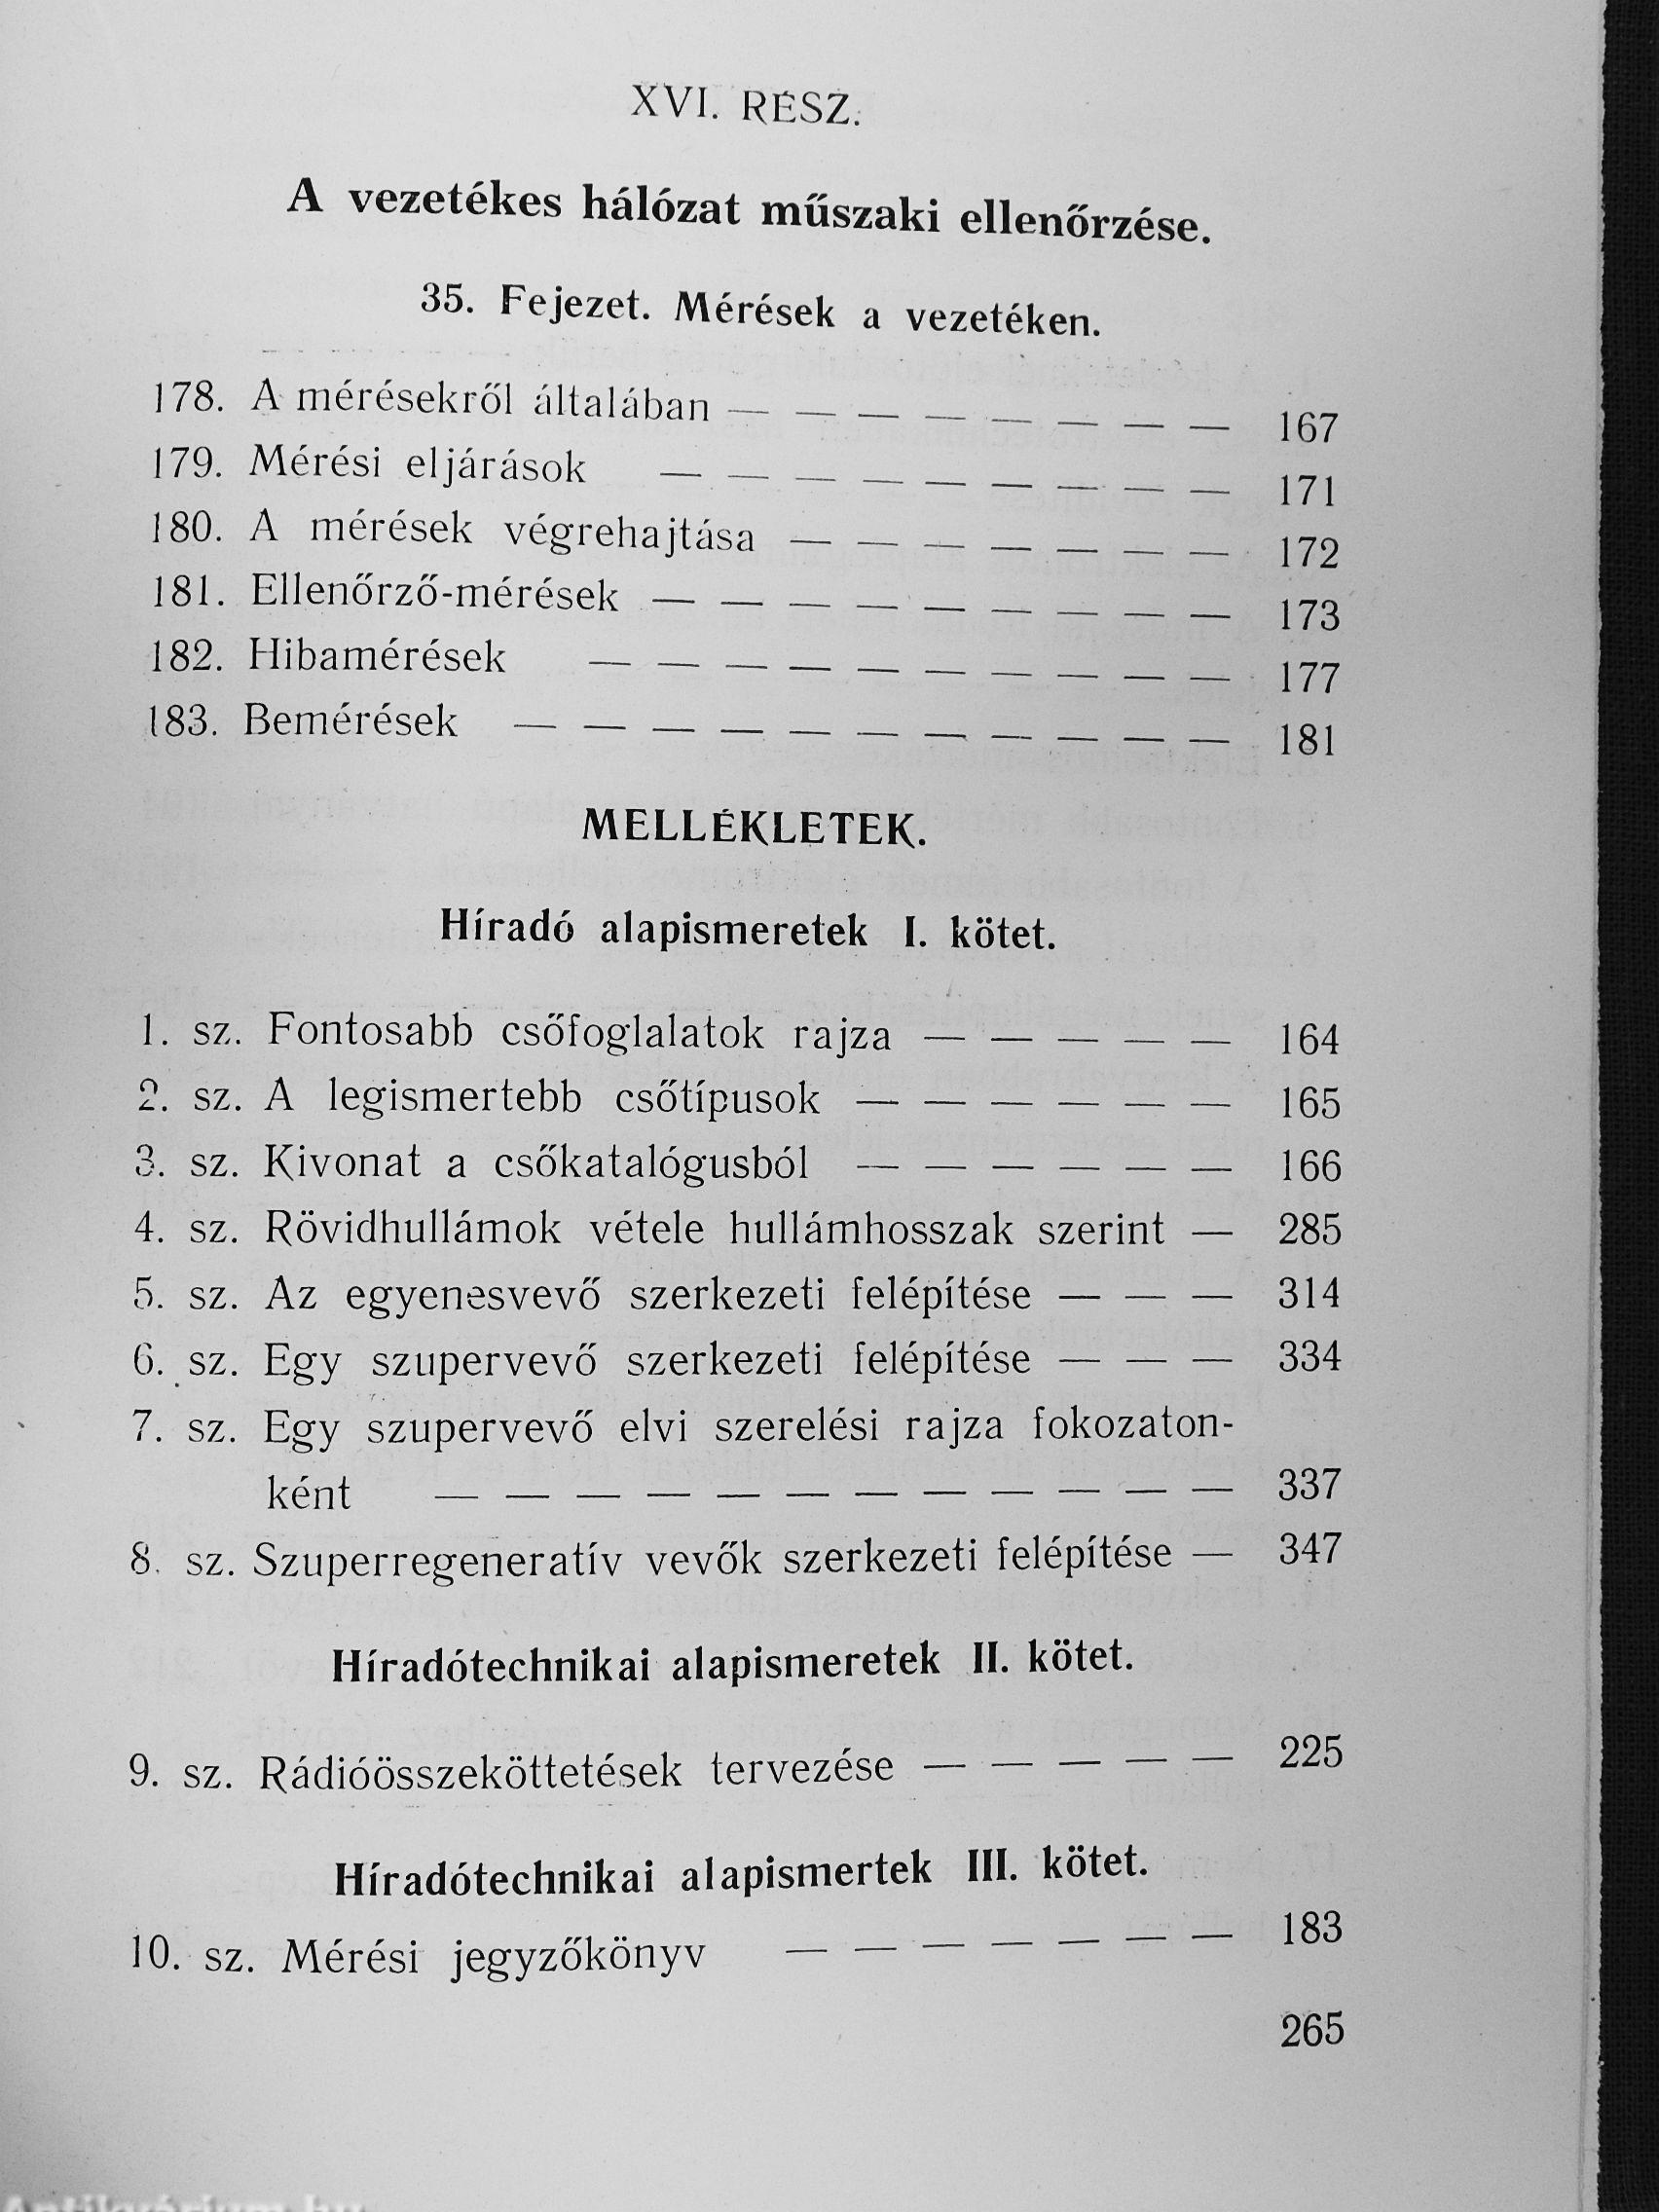 XVI. RÉSZ.
A vezetékes hálózat műszaki ellenőrzése.
35. Fejezet. Mérések a vezetéken.
178. A mérésekről általában — — — — — — — — 167
179. Mérési eljárások — — — — — — — — — 171
180. A mérések végrehajtása — — — — — — — 172
181. Ellenőrző-mérések — — — — — — — — — 173
182. Hibamérések — — — — — — — — — — 177
183. Bemérések — — — — — — — — — — — 181
MELLÉKLETEK.
Híradó alapismeretek I. kötet.
1. sz. Fontosabb csőfoglalatok rajza — — — — — 164
2. sz. A legismertebb csőtípusok — — — — — — 165
3. sz. Kivonat a csőkatalógusból — — — — — — 166
4. sz. Rövidhullámok vétele hullámhosszak szerint — 285
5. sz. Az egyenesvevő szerkezeti felépítése — — — 314
6. sz. Egy szupervevő szerkezeti felépítése — — — 334
7. sz. Egy szupervevő elvi szerelési rajza fokozaton-
ként — — — — — — — — — — — — 337
8. sz. Szuperregeneratív vevők szerkezeti felépítése — 347
Híradótechnikai alapismeretek II. kötet.
9. sz. Rádióösszeköttetések tervezése — — — — — 225
Híradótechnikai alapismertek III. kötet.
10. sz. Mérési jegyzőkönyv — — — — — — — 183
265
Antikvárium.hu